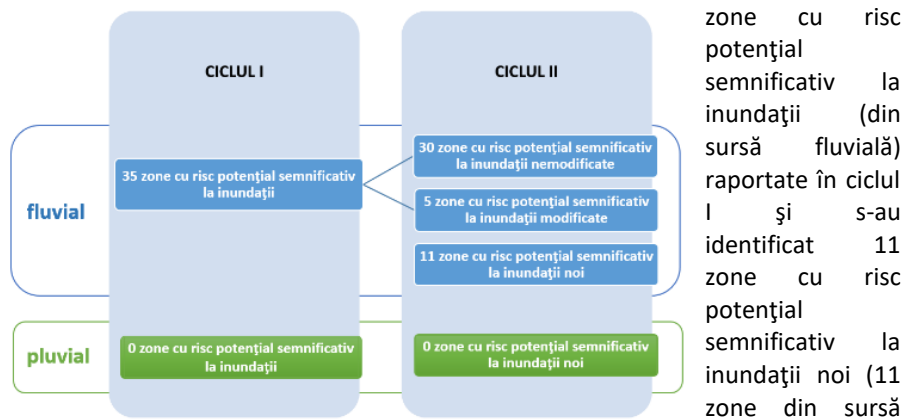 CICLUL I
CICLUL II
fluvial
35 zone cu risc potenţial semnificativ
la inundaţii
30 zone cu risc potenţial semnificativ
la inundaţii nemodificate
5 zone cu risc potenţial semnificativ
la inundaţii modificate
11 zone cu risc potenţial semnificativ
la inundaţii noi
pluvial
0 zone cu risc potenţial semnificativ
la inundaţii
0 zone cu risc potenţial semnificativ
la inundaţii noi
zone cu risc
potenţial
semnificativ la
inundaţii (din
sursă fluvială)
raportate în ciclul
I şi s-au
identificat 11
zone cu risc
potenţial
semnificativ la
inundaţii noi (11
zone din sursă